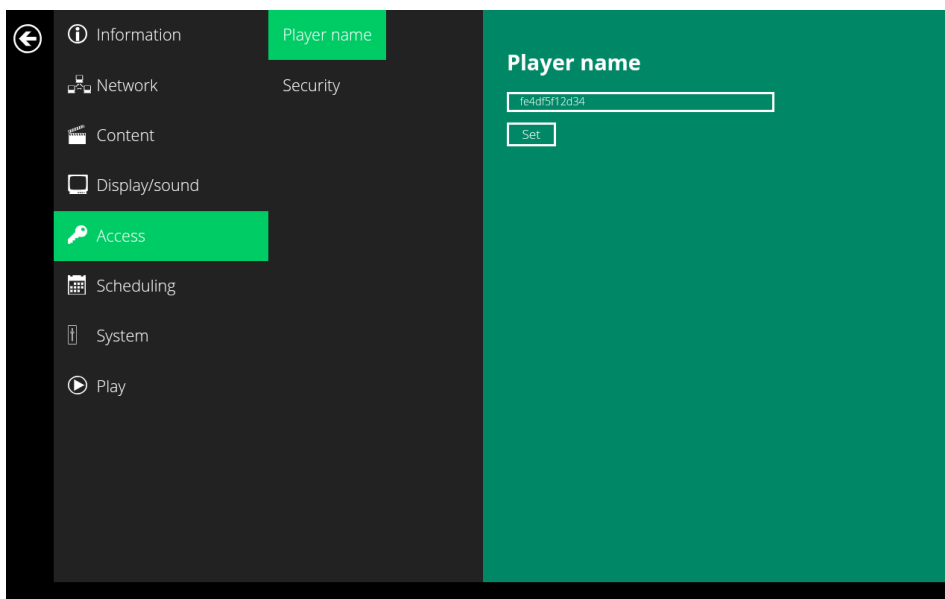 Information
Network
Content
Display/sound
Access
Scheduling
System
Play
Player name
Security
Player name
fe4df5f12d34
Set